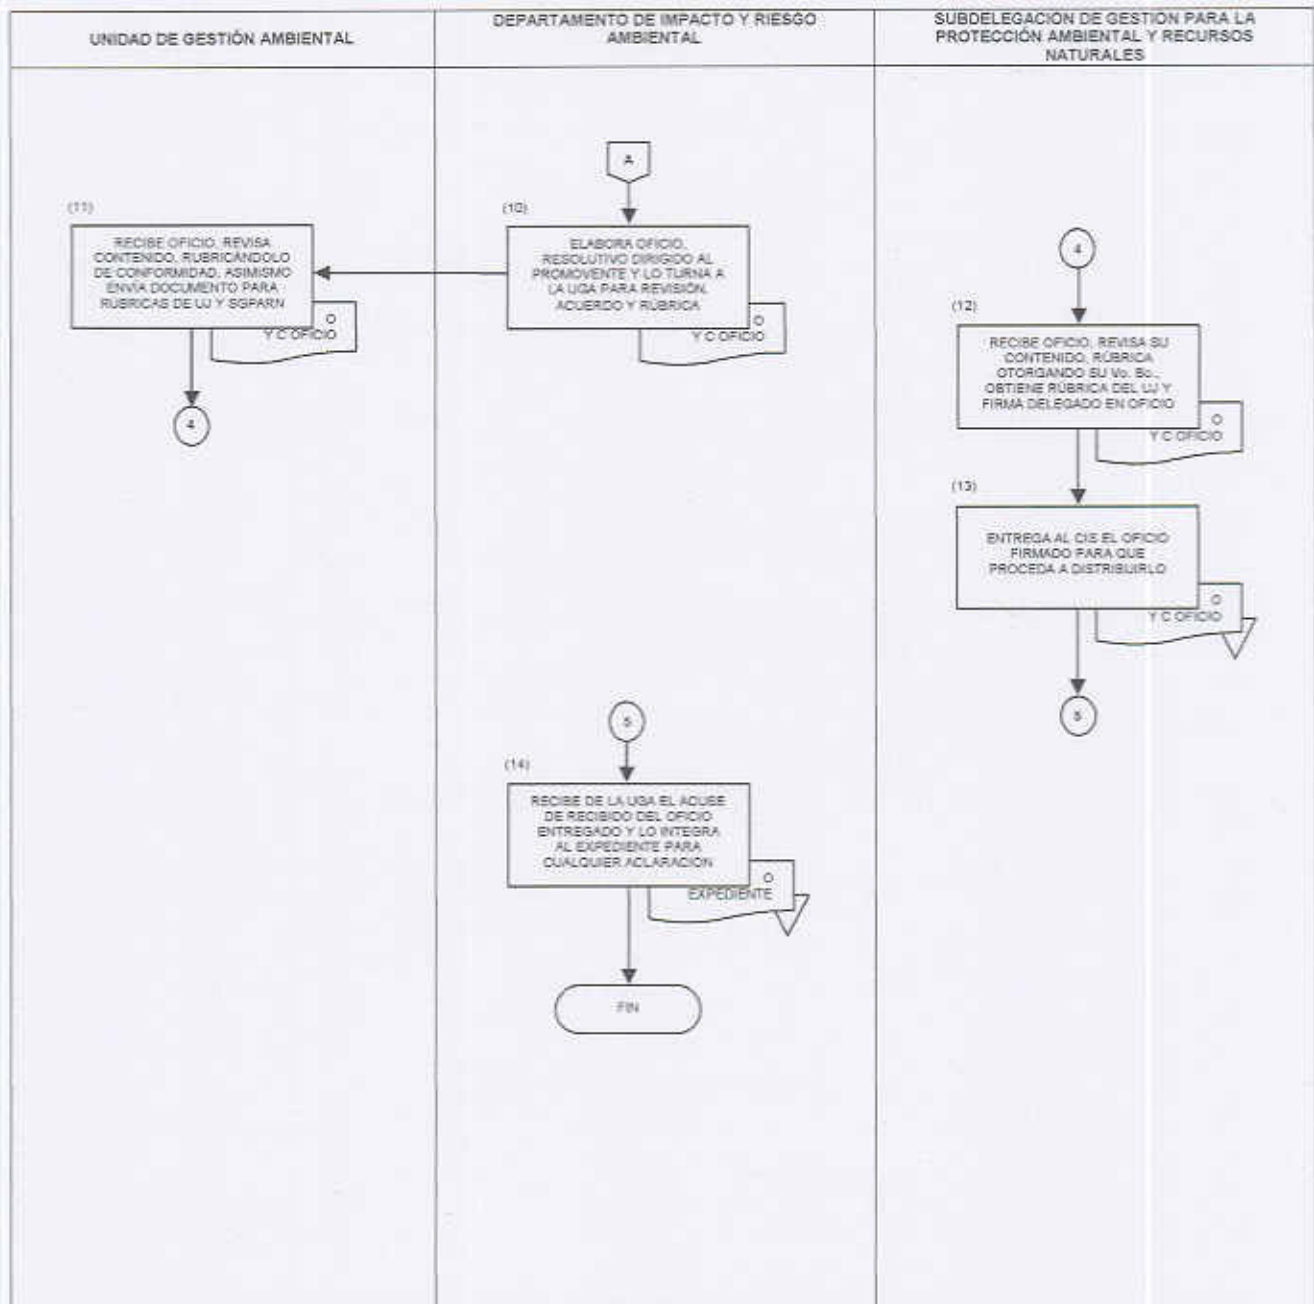 UNIDAD DE GESTIÓN AMBIENTAL
DEPARTAMENTO DE IMPACTO Y RIESGO
AMBIENTAL
SUBDELEGACIÓN DE GESTIÓN PARA LA
PROTECCIÓN AMBIENTAL Y RECURSOS
NATURALES
A
(10)
ELABORA OFICIO,
RESOLUTIVO DIRIGIDO AL
PROMOVENTE Y LO TURNA A
LA UGA PARA REVISIÓN,
ACUERDO Y RÚBRICA
O
Y C OFICIO
(11)
RECIBE OFICIO, REVISA
CONTENIDO, RUBRICÁNDOLO
DE CONFORMIDAD, ASIMISMO
ENVÍA DOCUMENTO PARA
RÚBRICAS DE UJ Y SGPARN
O
Y C OFICIO
4
4
(12)
RECIBE OFICIO, REVISA SU
CONTENIDO, RÚBRICA
OTORGANDO SU Vo. Bo.,
OBTIENE RÚBRICA DEL UJ Y
FIRMA DELEGADO EN OFICIO
O
Y C OFICIO
(13)
ENTREGA AL CIS EL OFICIO
FIRMADO PARA QUE
PROCEDA A DISTRIBUIRLO
O
Y C OFICIO
5
5
(14)
RECIBE DE LA UGA EL ACUSE
DE RECIBIDO DEL OFICIO
ENTREGADO Y LO INTEGRA
AL EXPEDIENTE PARA
CUALQUIER ACLARACIÓN
O
EXPEDIENTE
FIN